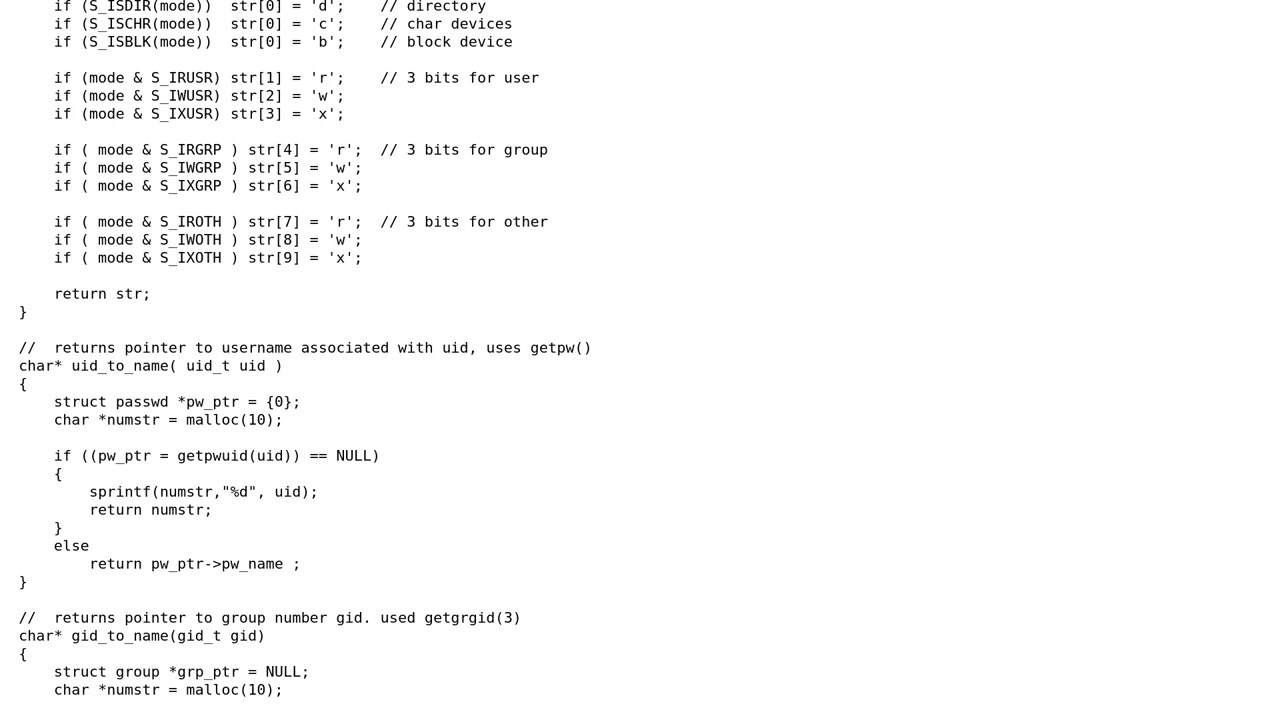 if (S_ISDIR(mode))  str[0] = 'd';    // directory
    if (S_ISCHR(mode))  str[0] = 'c';    // char devices
    if (S_ISBLK(mode))  str[0] = 'b';    // block device

    if (mode & S_IRUSR) str[1] = 'r';    // 3 bits for user
    if (mode & S_IWUSR) str[2] = 'w';
    if (mode & S_IXUSR) str[3] = 'x';

    if ( mode & S_IRGRP ) str[4] = 'r';  // 3 bits for group
    if ( mode & S_IWGRP ) str[5] = 'w';
    if ( mode & S_IXGRP ) str[6] = 'x';

    if ( mode & S_IROTH ) str[7] = 'r';  // 3 bits for other
    if ( mode & S_IWOTH ) str[8] = 'w';
    if ( mode & S_IXOTH ) str[9] = 'x';

    return str;
}

//  returns pointer to username associated with uid, uses getpw()
char* uid_to_name( uid_t uid )
{
    struct passwd *pw_ptr = {0};
    char *numstr = malloc(10);

    if ((pw_ptr = getpwuid(uid)) == NULL)
    {
        sprintf(numstr,"%d", uid);
        return numstr;
    }
    else
        return pw_ptr->pw_name ;
}

//  returns pointer to group number gid. used getgrgid(3)
char* gid_to_name(gid_t gid)
{
    struct group *grp_ptr = NULL;
    char *numstr = malloc(10);